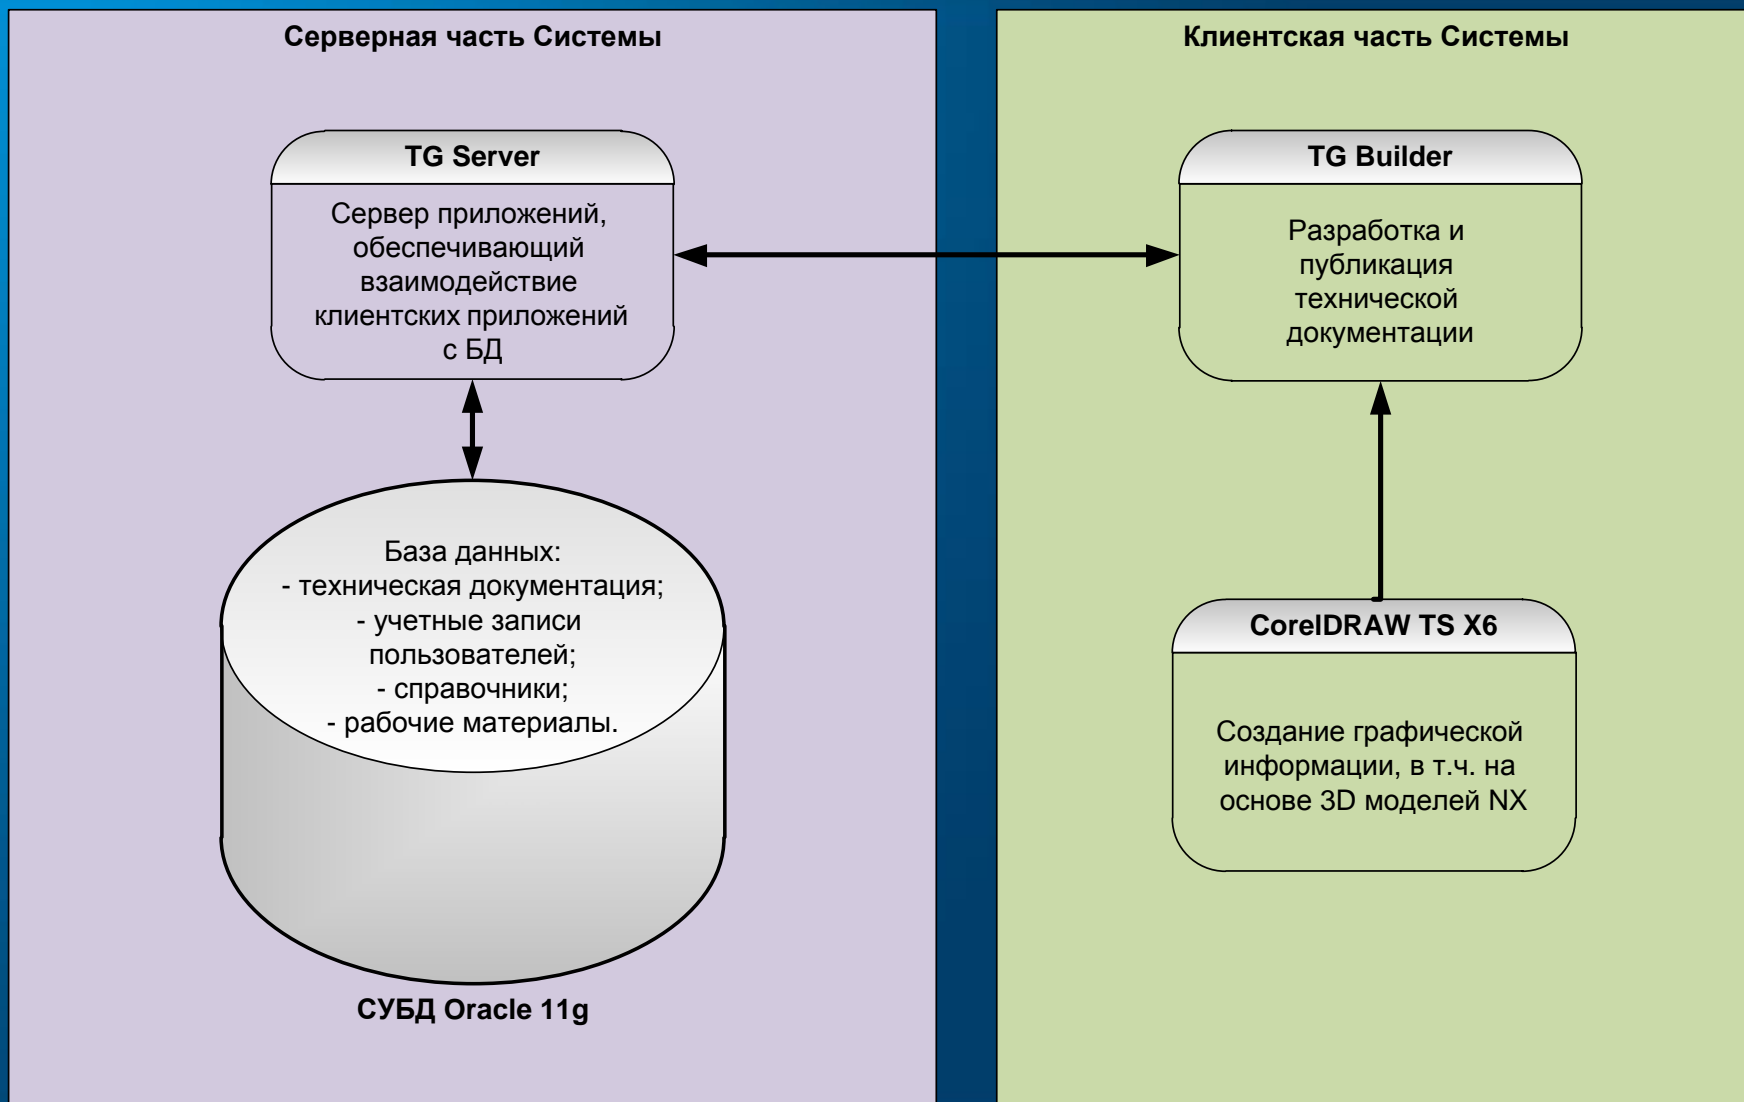 Серверная часть Системы
TG Server
Сервер приложений,
обеспечивающий
взаимодействие
клиентских приложений
с БД
База данных:
- техническая документация;
- учетные записи
пользователей;
- справочники;
- рабочие материалы.
СУБД Oracle 11g
Клиентская часть Системы
TG Builder
Разработка и
публикация
технической
документации
CorelDRAW TS X6
Создание графической
информации, в т.ч. на
основе 3D моделей NX